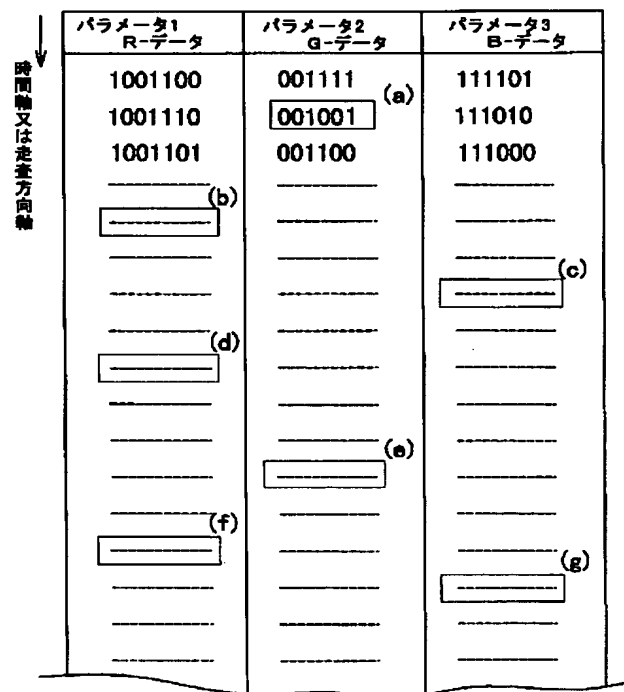 時間軸又は走査方向軸
パラメータ1 パラメータ2 パラメータ3
R-データ G-データ B-データ
1001100 001111 111101
(a)
1001110 001001 111010
1001101 001100 111000
(b)
(c)
(d)
(e)
(f)
(g)